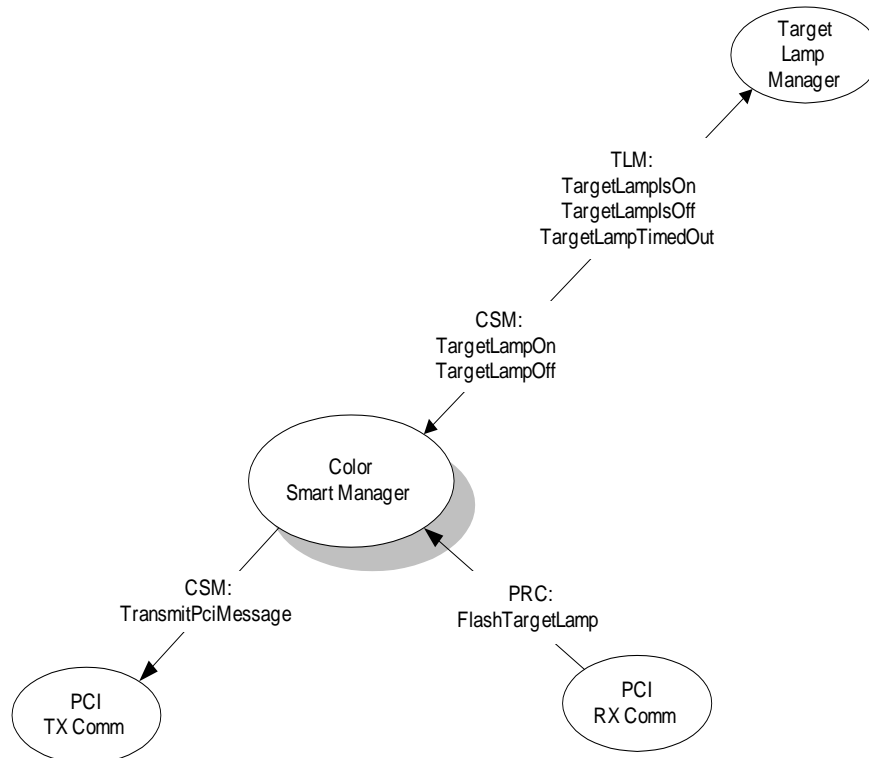 Target
Lamp
Manager
TLM:
TargetLampIsOn
TargetLampIsOff
TargetLampTimedOut
CSM:
TargetLampOn
TargetLampOff
Color
Smart Manager
CSM:
TransmitPciMessage
PRC:
FlashTargetLamp
PCI
TX Comm
PCI
RX Comm